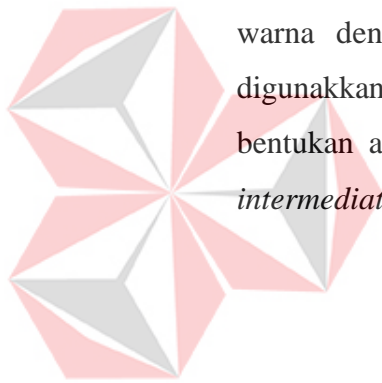 warna den
digunakkan
bentukan a
intermediat